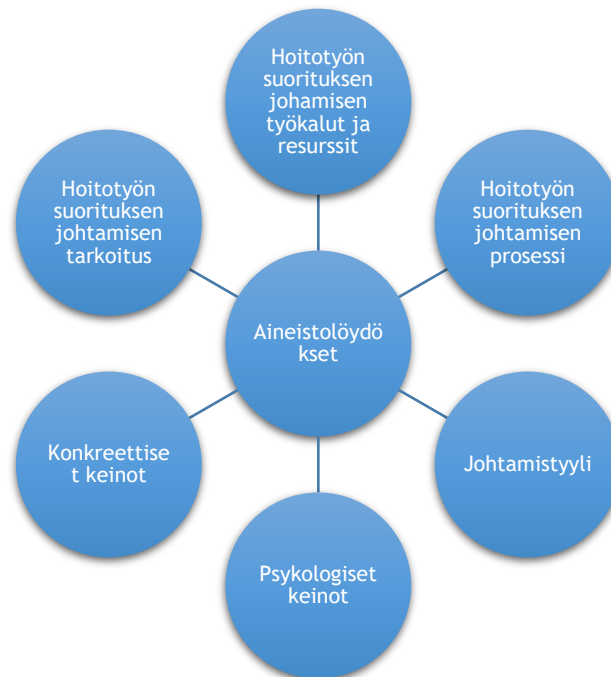 Hoitotyön
suorituksen
johamisen
työkalut ja
resurssit
Hoitotyön
suorituksen
johtamisen
tarkoitus
Hoitotyön
suorituksen
johtamisen
prosessi
Aineistolöydö
kset
Konkreettise
t keinot
Johtamistyyli
Psykologiset
keinot